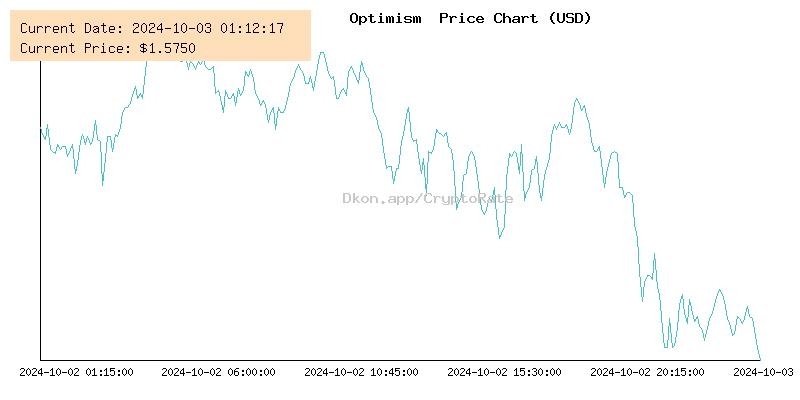 Optimism Price Chart (USD)
Current Date: 2024-10-03 01:12:17
Current Price: $1.5750
Dkon.app/CryptoRate
2024-10-02 01:15:00 2024-10-02 06:00:00 2024-10-02 10:45:00 2024-10-02 15:30:00 2024-10-02 20:15:00 2024-10-03